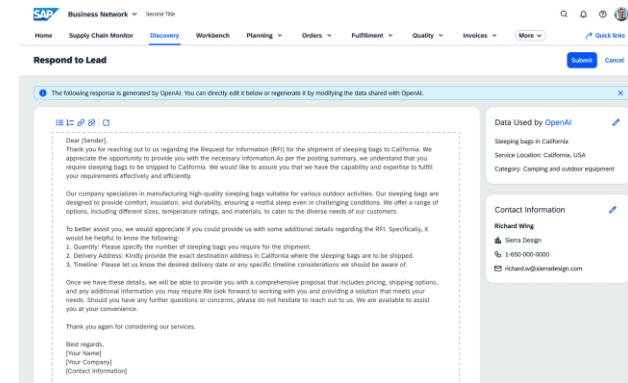 SAP Business Network Second Title
Home Supply Chain Monitor Discovery Workbench Planning Orders Fulfillment Quality Invoices More Quick links
Respond to Lead Submit Cancel
The following response is generated by OpenAI. You can directly edit it below or regenerate it by modifying the data shared with OpenAI.
Dear [Sender],
Thank you for reaching out to us regarding the Request for Information (RFI) for the shipment of sleeping bags to California. We
appreciate the opportunity to provide you with the necessary information.As per the posting summary, we understand that you
require sleeping bags to be shipped to California. We would like to assure you that we have the capability and expertise to fulfill
your requirements effectively and efficiently.
Our company specializes in manufacturing high-quality sleeping bags suitable for various outdoor activities. Our sleeping bags are
designed to provide comfort, insulation, and durability, ensuring a restful sleep even in challenging conditions. We offer a range of
options, including different sizes, temperature ratings, and materials, to cater to the diverse needs of our customers.
To better assist you, we would appreciate if you could provide us with some additional details regarding the RFI. Specifically, it
would be helpful to know the following:
1. Quantity: Please specify the number of sleeping bags you require for the shipment.
2. Delivery Address: Kindly provide the exact destination address in California where the sleeping bags are to be shipped.
3. Timeline: Please let us know the desired delivery date or any specific timeline considerations we should be aware of.
Once we have these details, we will be able to provide you with a comprehensive proposal that includes pricing, shipping options,
and any additional information you may require.We look forward to working with you and providing a solution that meets your
needs. Should you have any further questions or concerns, please do not hesitate to reach out to us. We are available to assist
you at your convenience.
Thank you again for considering our services.
Best regards,
[Your Name]
[Your Company]
[Contact Information]
Data Used by OpenAI
Sleeping bags in California
Service Location: California, USA
Category: Camping and outdoor equipment
Contact Information
Richard Wing
Sierra Design
1-650-000-0000
richard.w@sierradesign.com